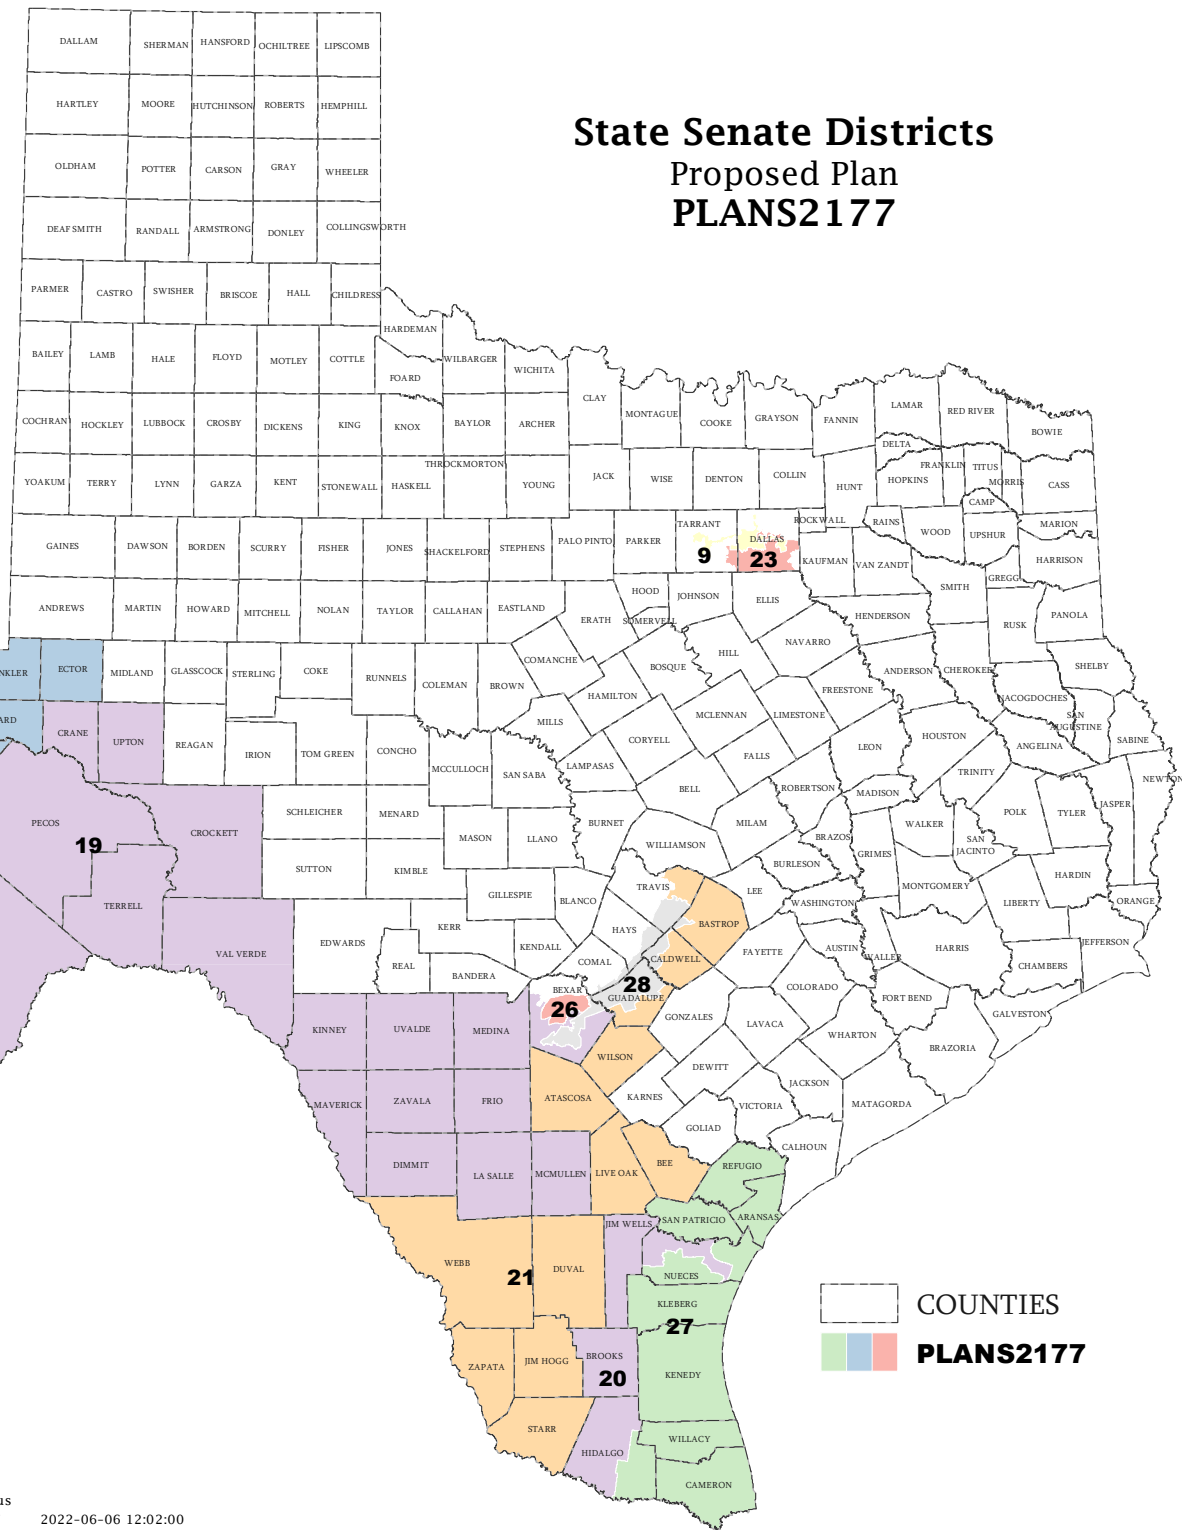 State Senate Districts
Proposed Plan
PLANS2177
DALLAM SHERMAN HANSFORD OCHILTREE LIPSCOMB
HARTLEY MOORE HUTCHINSON ROBERTS HEMPHILL
OLDHAM POTTER CARSON GRAY WHEELER
DEAF SMITH RANDALL ARMSTRONG DONLEY COLLINGSWORTH
PARMER CASTRO SWISHER BRISCOE HALL CHILDRESS
HARDEMAN
BAILEY LAMB HALE FLOYD MOTLEY COTTLE WILBARGER WICHITA
FOARD
CLAY MONTAGUE COOKE GRAYSON FANNIN LAMAR RED RIVER BOWIE
COCHRAN HOCKLEY LUBBOCK CROSBY DICKENS KING KNOX BAYLOR ARCHER
DELTA
THROCKMORTON
FRANKLIN TITUS
YOAKUM TERRY LYNN GARZA KENT STONEWALL HASKELL YOUNG JACK WISE DENTON COLLIN HUNT HOPKINS MORRIS CASS
CAMP
TARRANT ROCKWALL RAINS WOOD UPSHUR MARION
GAINES DAWSON BORDEN SCURRY FISHER JONES SHACKELFORD STEPHENS PALO PINTO PARKER DALLAS
9 23 KAUFMAN VAN ZANDT HARRISON
SMITH GREGG
ANDREWS MARTIN HOWARD MITCHELL NOLAN TAYLOR CALLAHAN EASTLAND ERATH HOOD JOHNSON ELLIS
SOMERVELL HENDERSON RUSK PANOLA
NKLER ECTOR MIDLAND GLASSCOCK STERLING COKE RUNNELS COLEMAN BROWN COMANCHE BOSQUE HILL NAVARRO
ANDERSON CHEROKEE SHELBY
HAMILTON FREESTONE NACOGDOCHES
ARD CRANE UPTON REAGAN IRION TOM GREEN CONCHO MILLS MCLENNAN LIMESTONE
SAN
AUGUSTINE
CORYELL FALLS LEON HOUSTON ANGELINA SABINE
MCCULLOCH SAN SABA LAMPASAS BELL ROBERTSON MADISON TRINITY NEWTON
PECOS 19 CROCKETT SCHLEICHER MENARD MASON LLANO BURNET MILAM BRAZOS WALKER POLK TYLER JASPER
WILLIAMSON GRIMES
SAN
JACINTO
SUTTON KIMBLE BURLESON HARDIN
TERRELL GILLESPIE BLANCO TRAVIS LEE WASHINGTON MONTGOMERY LIBERTY ORANGE
VAL VERDE EDWARDS KERR KENDALL HAYS BASTROP FAYETTE AUSTIN WALLER HARRIS JEFFERSON
REAL BANDERA COMAL CALDWELL CHAMBERS
BEXAR 28
26 GUADALUPE COLORADO FORT BEND GALVESTON
KINNEY UVALDE MEDINA GONZALES LAVACA WHARTON BRAZORIA
WILSON DEWITT
MAVERICK ZAVALA FRIO ATASCOSA KARNES JACKSON MATAGORDA
VICTORIA
GOLIAD CALHOUN
DIMMIT LA SALLE MCMULLEN LIVE OAK BEE REFUGIO
JIM WELLS SAN PATRICIO ARANSAS
WEBB 21 DUVAL NUECES
KLEBERG
27
ZAPATA JIM HOGG BROOKS KENEDY
20
STARR HIDALGO WILLACY
CAMERON
COUNTIES
PLANS2177
us
2022-06-06 12:02:00